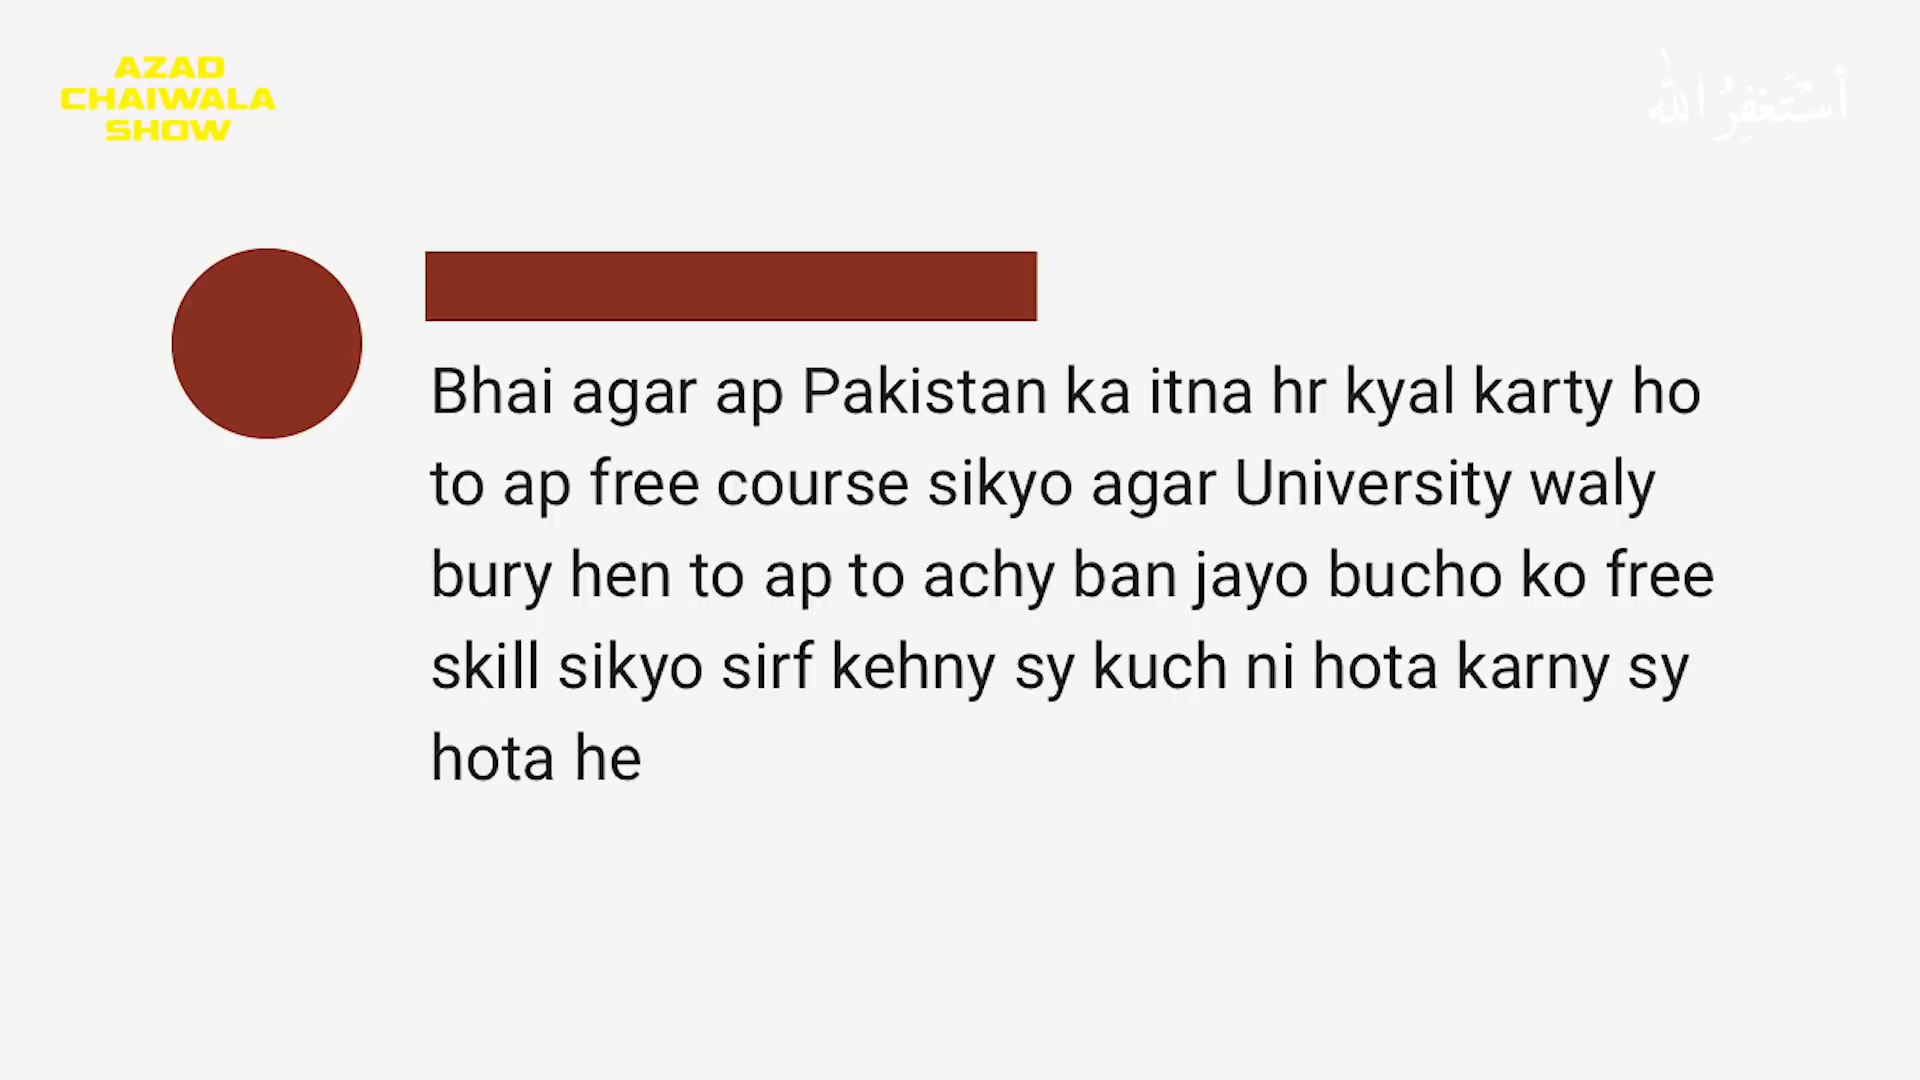 AZAD
CHAIWALA
SHOW
أستَغفِرُ الله
Bhai agar ap Pakistan ka itna hr kyal karty ho
to ap free course sikyo agar University waly
bury hen to ap to achy ban jayo bucho ko free
skill sikyo sirf kehny sy kuch ni hota karny sy
hota he